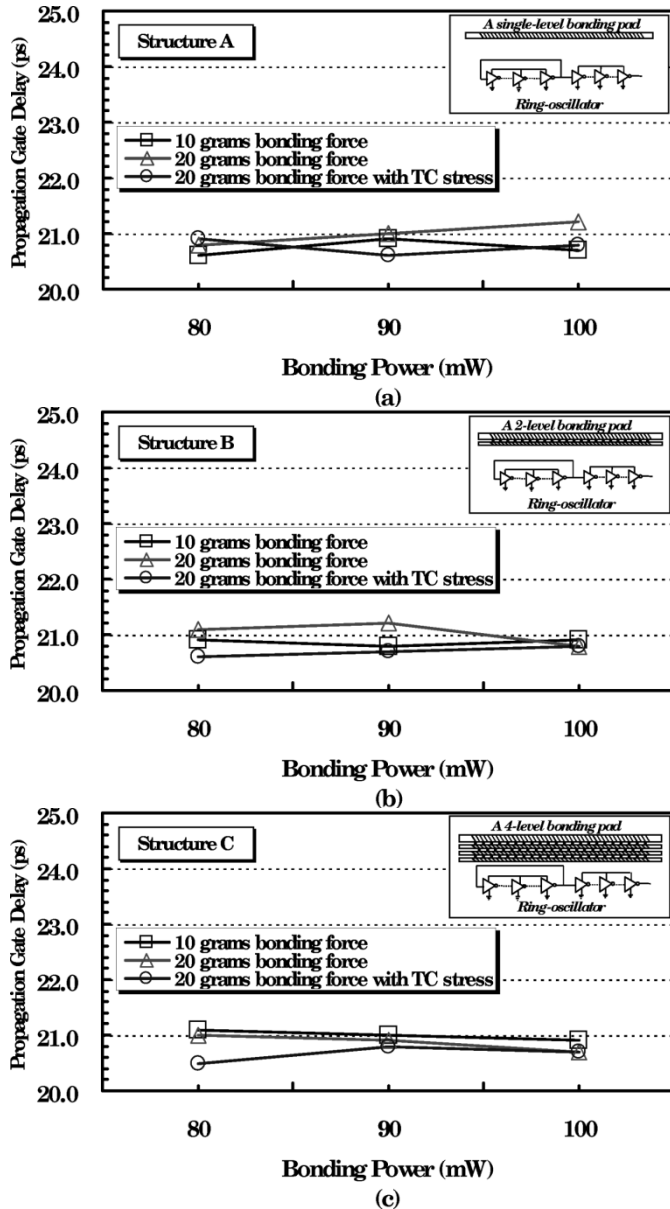 25.0
Structure A
A single-level bonding pad
24.0
Ring-oscillator
23.0
10 grams bonding force
20 grams bonding force
22.0
20 grams bonding force with TC stress
21.0
20.0
Propagation Gate Delay (ps)
80 90 100
Bonding Power (mW)
(a)
25.0
Structure B
A 2-level bonding pad
24.0
Ring-oscillator
23.0
10 grams bonding force
20 grams bonding force
22.0
20 grams bonding force with TC stress
21.0
20.0
Propagation Gate Delay (ps)
80 90 100
Bonding Power (mW)
(b)
25.0
Structure C
A 4-level bonding pad
24.0
Ring-oscillator
23.0
10 grams bonding force
20 grams bonding force
22.0
20 grams bonding force with TC stress
21.0
20.0
Propagation Gate Delay (ps)
80 90 100
Bonding Power (mW)
(c)